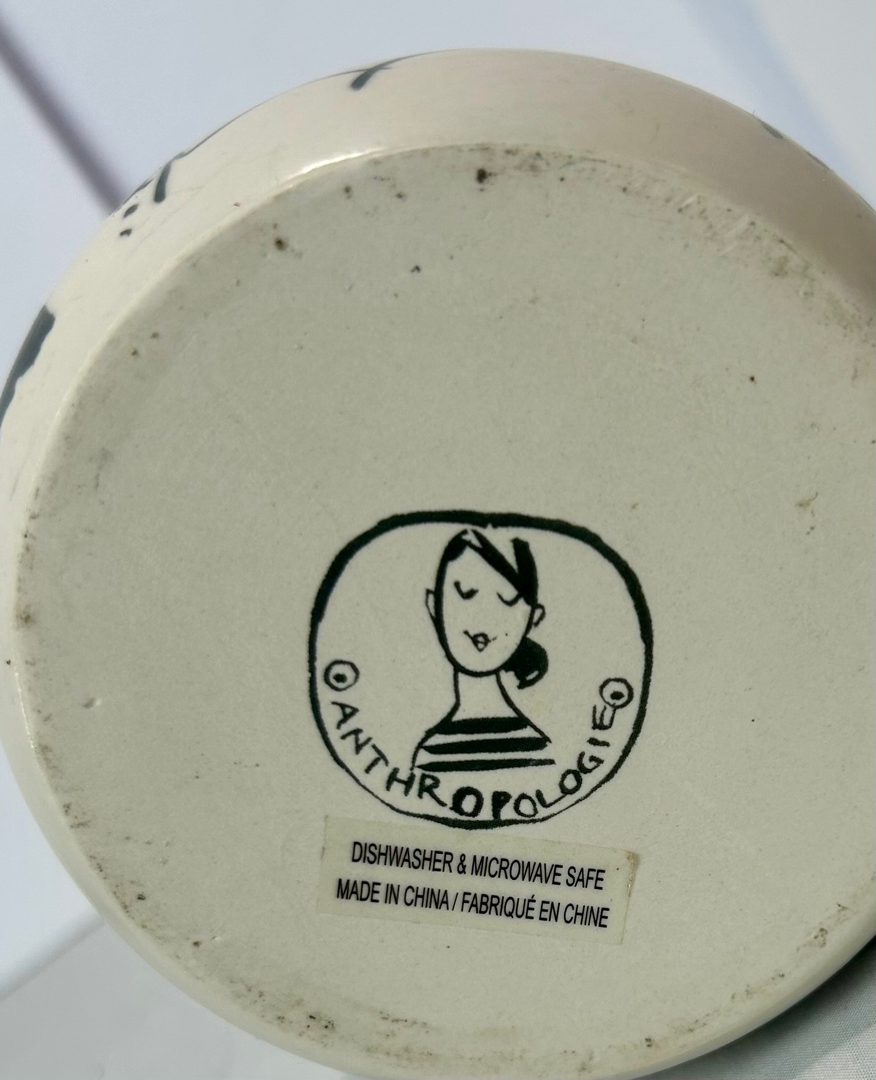 ANTHROPOLOGIE
DISHWASHER & MICROWAVE SAFE
MADE IN CHINA / FABRIQUÉ EN CHINE